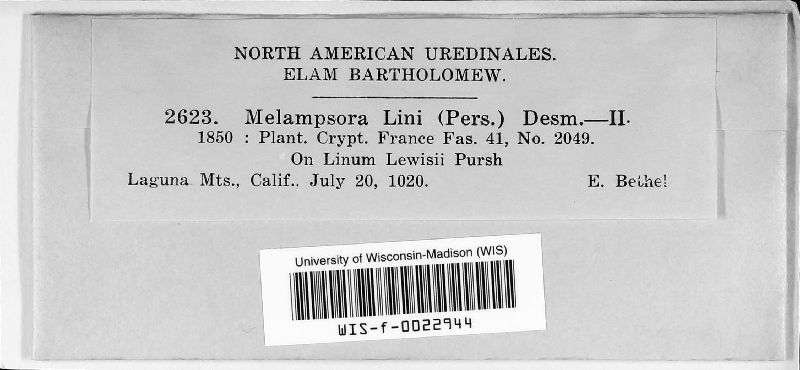 NORTH AMERICAN UREDINALES.
ELAM BARTHOLOMEW.
2623. Melampsora Lini (Pers.) Desm.—II.
1850 : Plant. Crypt. France Fas. 41, No. 2049.
On Linum Lewisii Pursh
Laguna Mts., Calif., July 20, 1020. E. Bethel
University of Wisconsin-Madison (WIS)
WIS-f-0022944